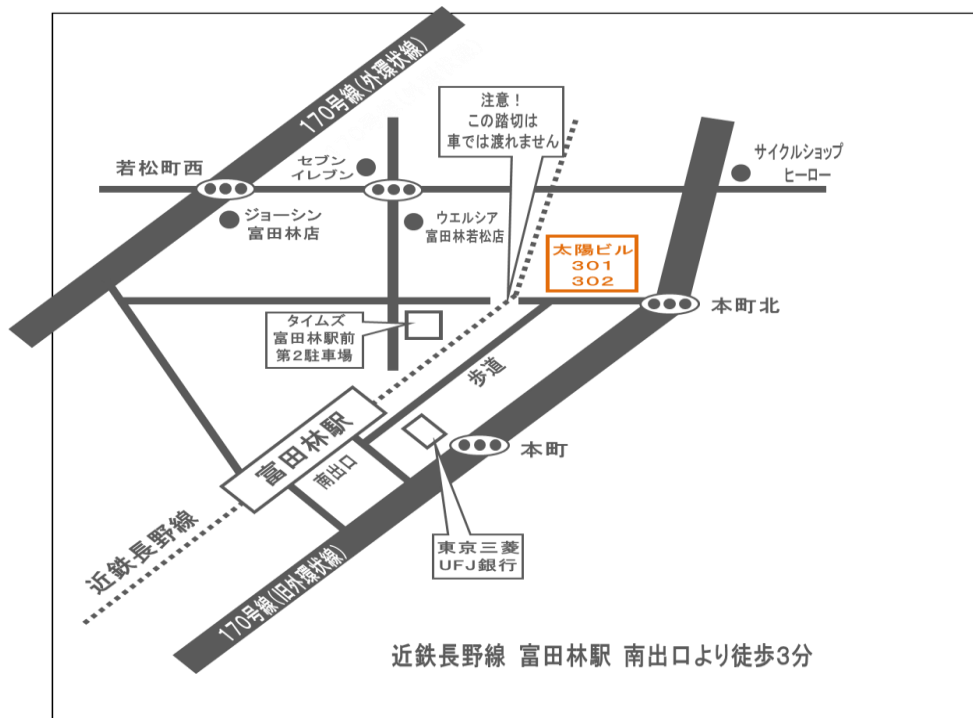 170号線(外環状線)
注意！
この踏切は
車では渡れません
若松町西
セブン
イレブン
サイクルショップ
ヒーロー
ジョーシン
富田林店
ウエルシア
富田林若松店
太陽ビル
301
302
本町北
タイムズ
富田林駅前
第2駐車場
歩道
富田林駅
南出口
本町
近鉄長野線
東京三菱
UFJ銀行
170号線(旧外環状線)
近鉄長野線 富田林駅 南出口より徒歩3分